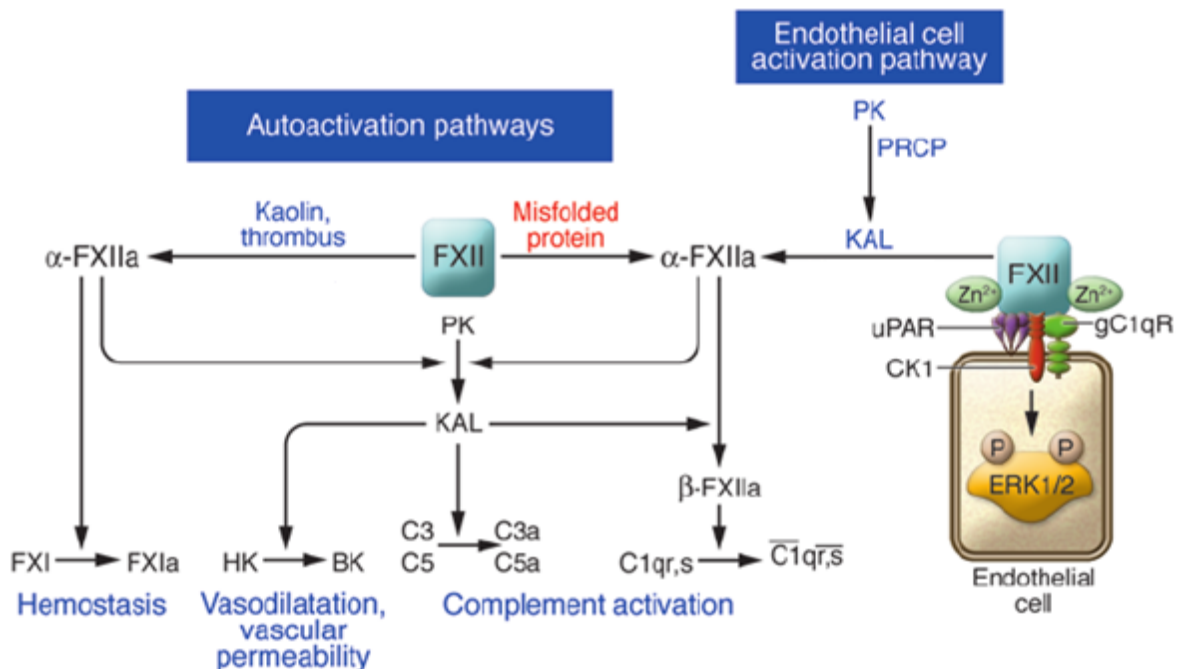 Endothelial cell
activation pathway
Autoactivation pathways
PK
PRCP
KAL
Kaolin,
thrombus
Misfolded
protein
α-FXIIa
FXII
α-FXIIa
FXII
Zn²⁺
Zn²⁺
uPAR
gC1qR
CK1
PK
KAL
P
P
ERK1/2
β-FXIIa
FXI
FXIa
HK
BK
C3
C5
C3a
C5a
C1qr,s
C̅1̅qr̅,̅s̅
Hemostasis
Vasodilatation,
vascular
permeability
Complement activation
Endothelial
cell